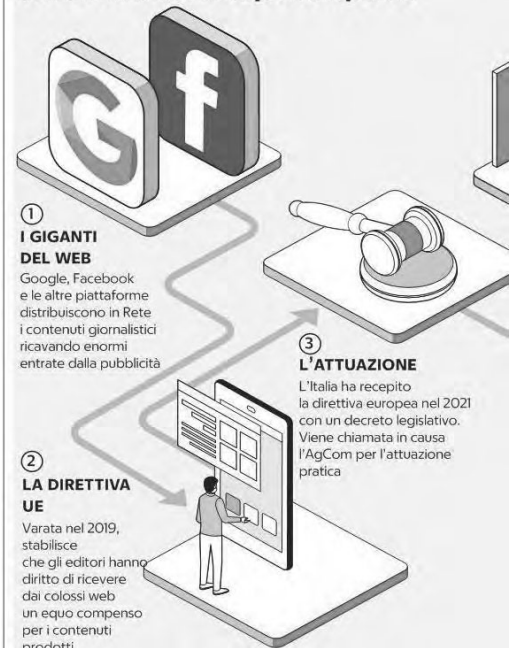 ①
I GIGANTI
DEL WEB
Google, Facebook
e le altre piattaforme
distribuiscono in Rete
i contenuti giornalistici
ricavando enormi
entrate dalla pubblicità
②
LA DIRETTIVA
UE
Varata nel 2019,
stabilisce
che gli editori hanno
diritto di ricevere
dai colossi web
un equo compenso
per i contenuti
prodotti
③
L'ATTUAZIONE
L'Italia ha recepito
la direttiva europea nel 2021
con un decreto legislativo.
Viene chiamata in causa
l'AgCom per l'attuazione
pratica